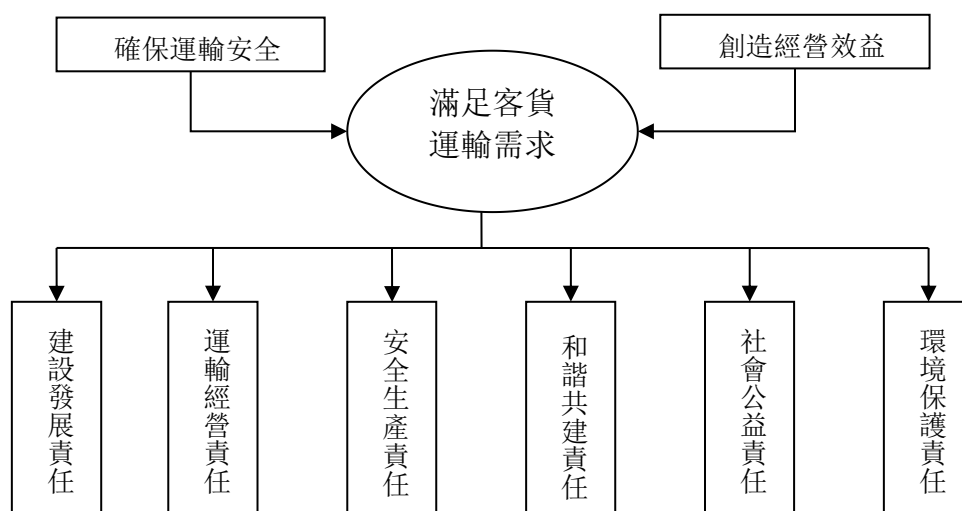 確保運輸安全
創造經營效益
滿足客貨
運輸需求
建設發展責任
運輸經營責任
安全生產責任
和諧共建責任
社會公益責任
環境保護責任